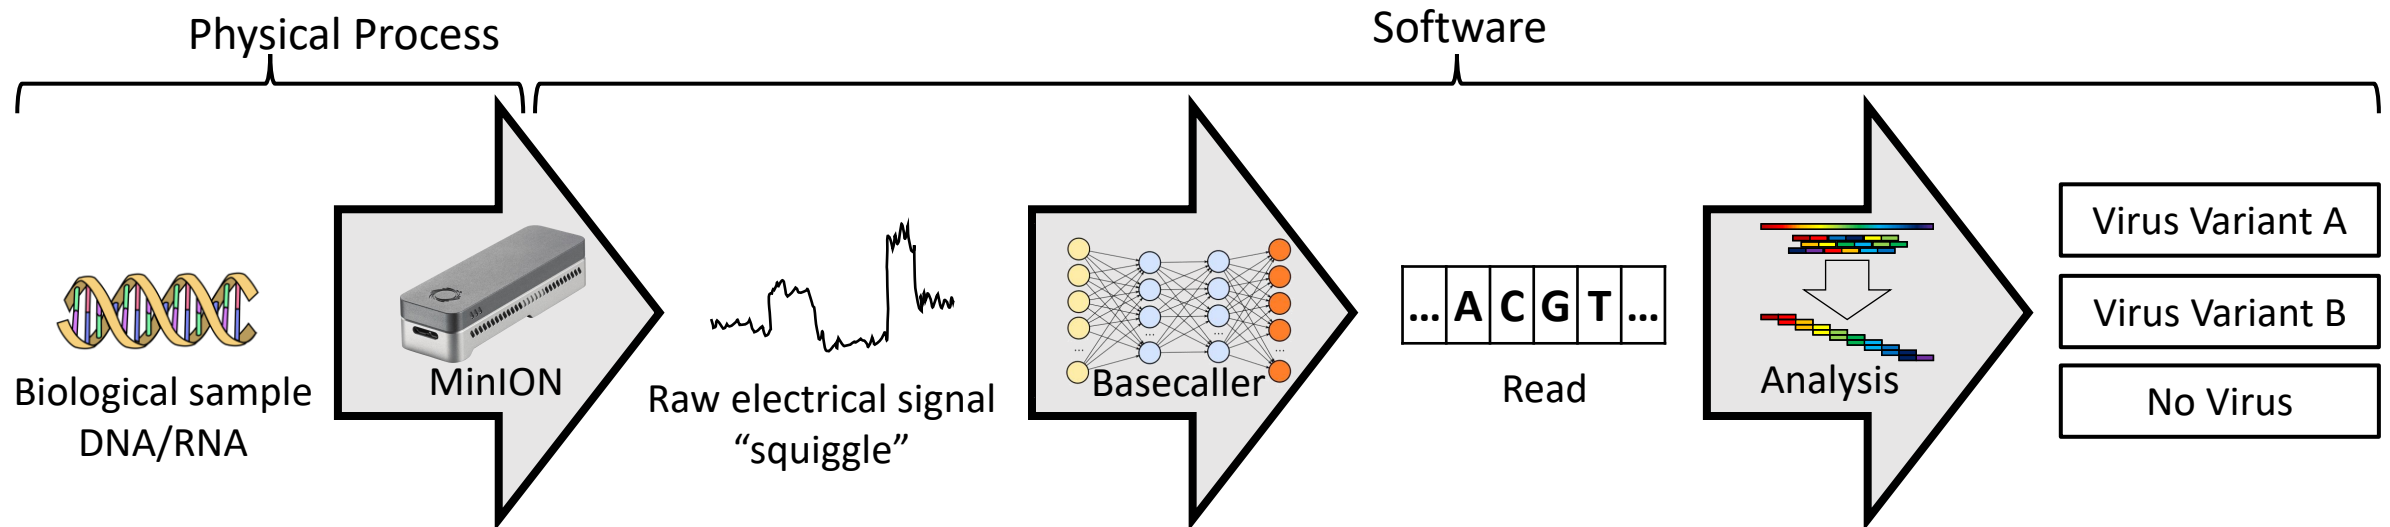 Physical Process
Software
Biological sample
DNA/RNA
MinION
Raw electrical signal
“squiggle”
Basecaller
... A C G T ...
Read
Analysis
Virus Variant A
Virus Variant B
No Virus